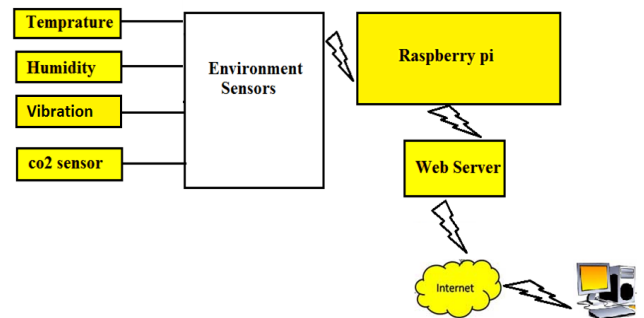 Temprature
Humidity
Vibration
co2 sensor
Environment
Sensors
Raspberry pi
Web Server
Internet